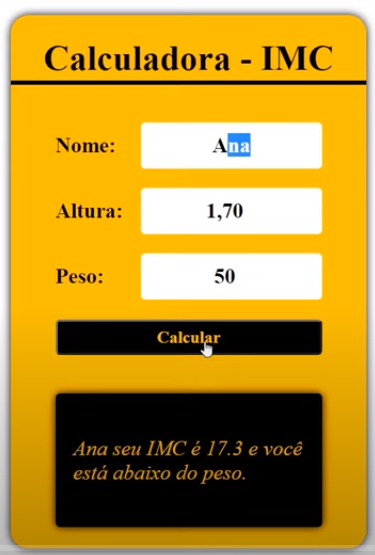 Calculadora - IMC
Nome: Ana
Altura: 1,70
Peso: 50
Calcular
Ana seu IMC é 17.3 e você
está abaixo do peso.